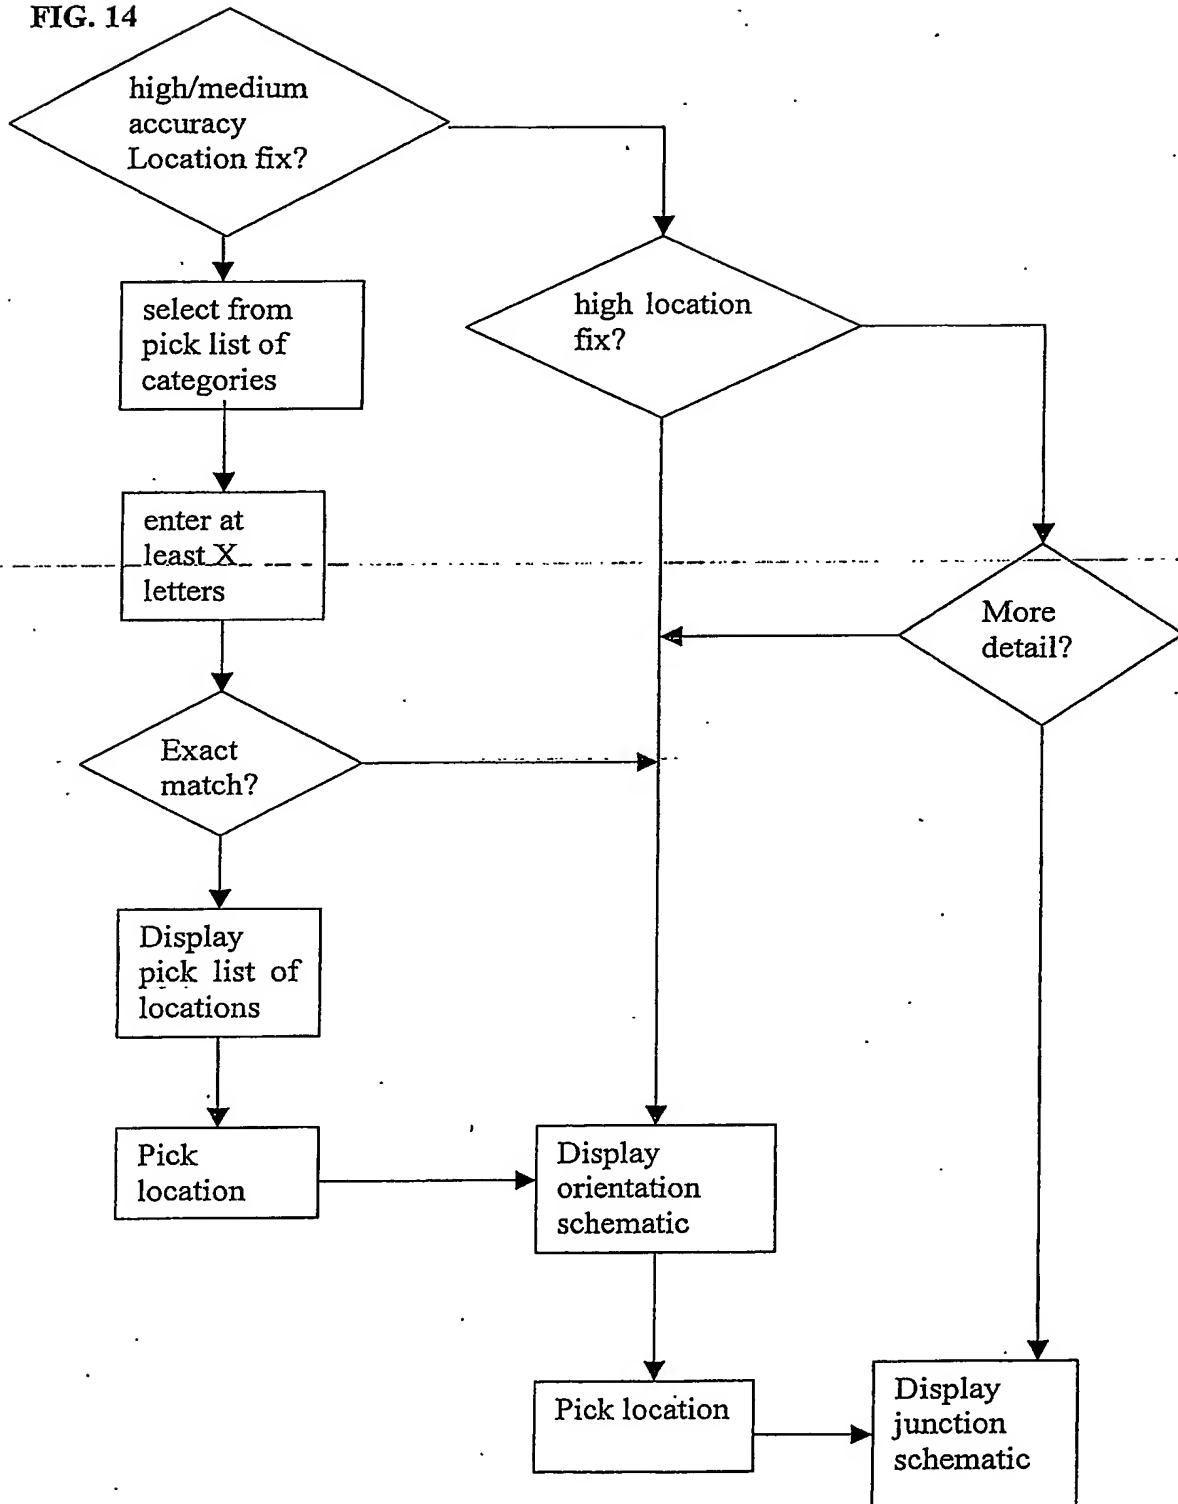 FIG. 14
high/medium
accuracy
Location fix?
high location
fix?
select from
pick list of
categories
enter at
least X
letters
More
detail?
Exact
match?
Display
pick list of
locations
Pick
location
Display
orientation
schematic
Pick location
Display
junction
schematic